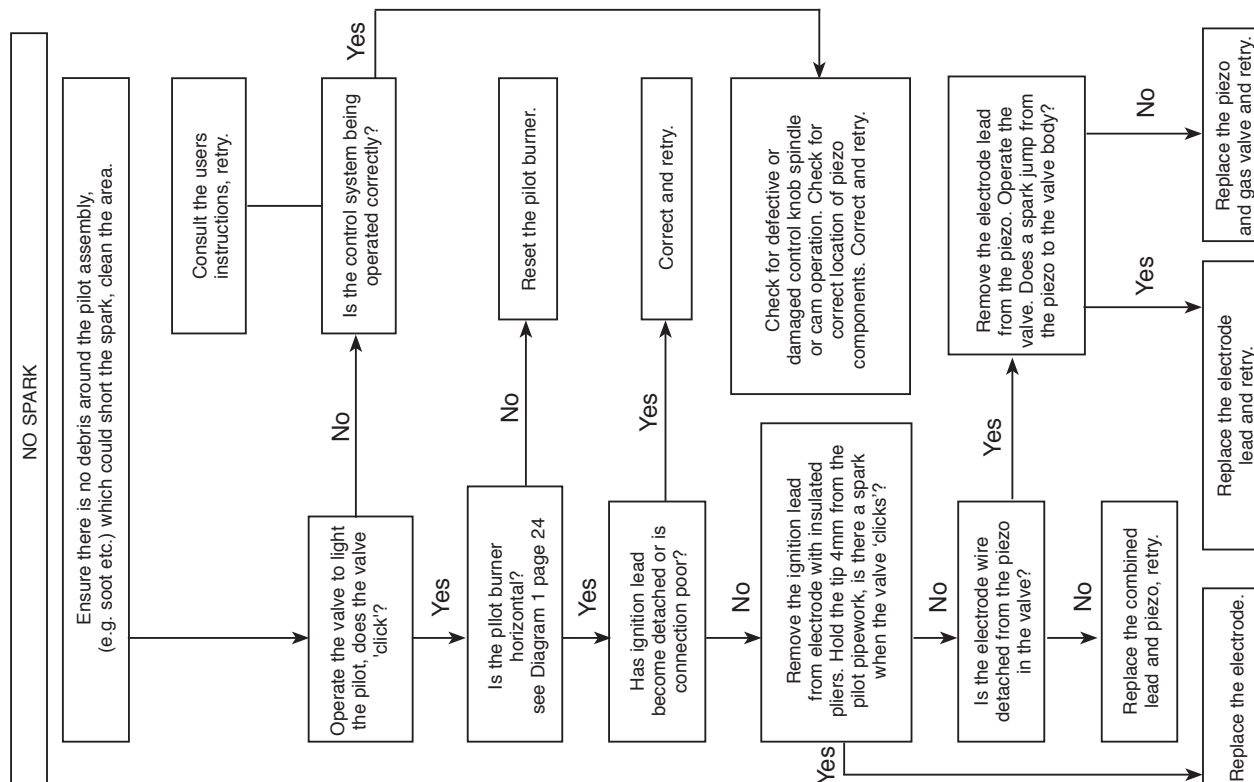 NO SPARK
Ensure there is no debris around the pilot assembly,
(e.g. soot etc.) which could short the spark, clean the area.
Consult the users
instructions, retry.
Operate the valve to light
the pilot, does the valve
'click'?
No
Is the control system being
operated correctly?
Yes
Yes
Is the pilot burner
horizontal?
see Diagram 1 page 24
No
Reset the pilot burner.
Yes
Has ignition lead
become detached or is
connection poor?
Yes
Correct and retry.
No
Check for defective or
damaged control knob spindle
or cam operation. Check for
correct location of piezo
components. Correct and retry.
Remove the ignition lead
from electrode with insulated
pliers. Hold the tip 4mm from the
pilot pipework, is there a spark
when the valve 'clicks'?
Yes
No
Is the electrode wire
detached from the piezo
in the valve?
Yes
Remove the electrode lead
from the piezo. Operate the
valve. Does a spark jump from
the piezo to the valve body?
No
Yes
No
Replace the combined
lead and piezo, retry.
Replace the electrode.
Replace the electrode
lead and retry.
Replace the piezo
and gas valve and retry.